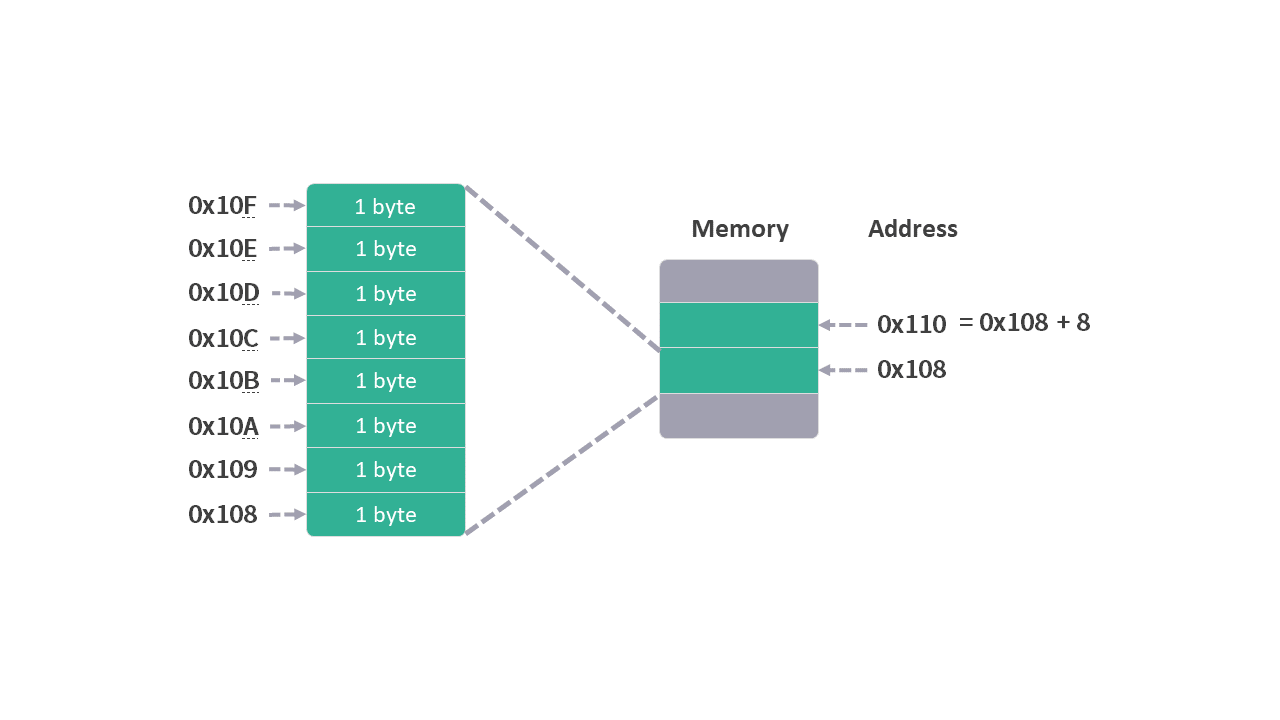 0x10F 1 byte
0x10E 1 byte
0x10D 1 byte
0x10C 1 byte
0x10B 1 byte
0x10A 1 byte
0x109 1 byte
0x108 1 byte
Memory Address
0x110 = 0x108 + 8
0x108